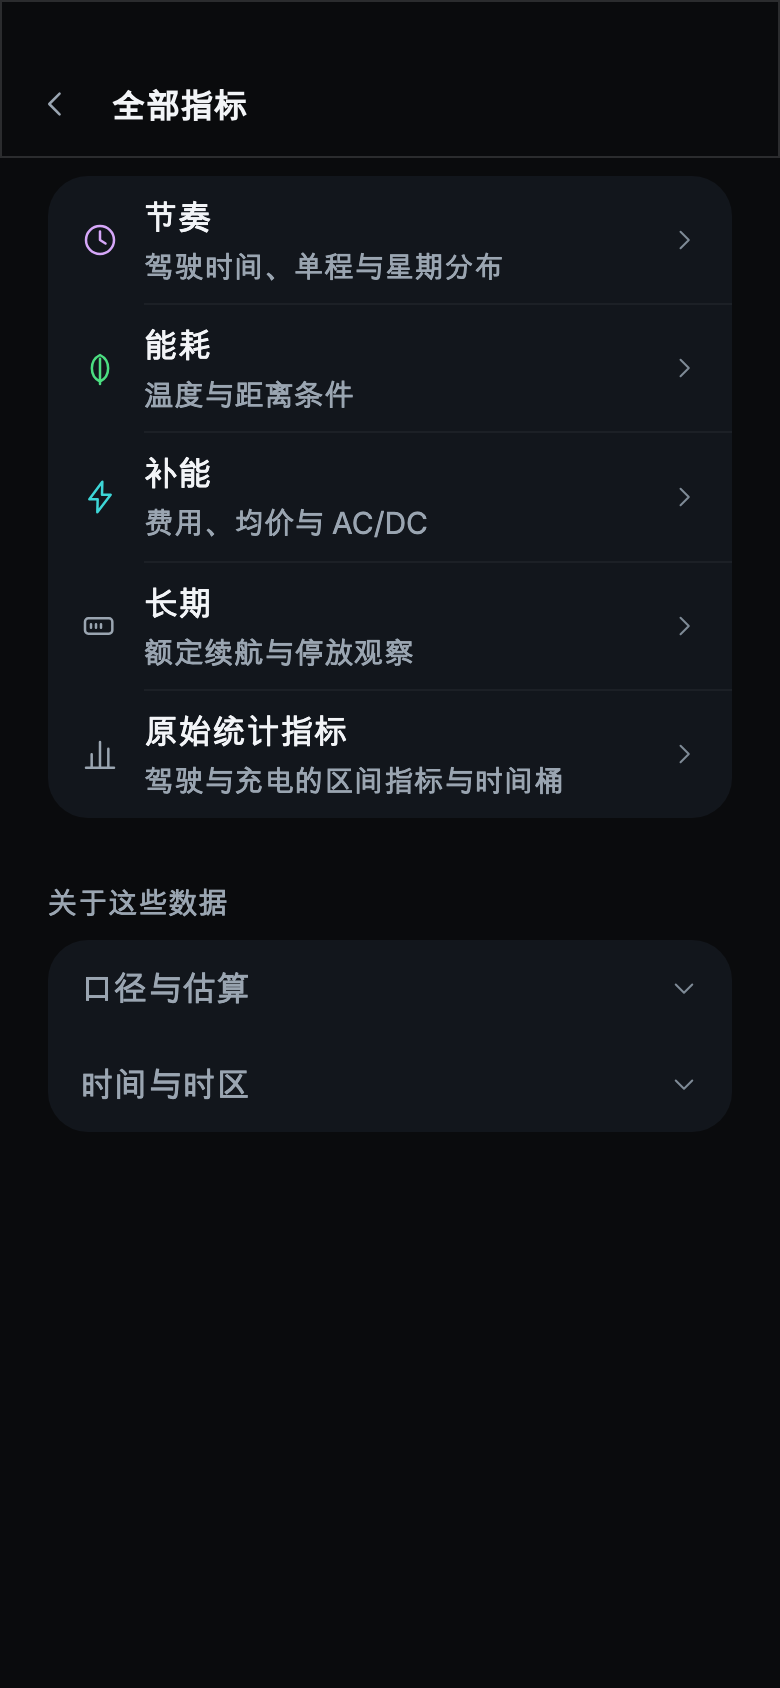 全部指标
节奏
驾驶时间、单程与星期分布
能耗
温度与距离条件
补能
费用、均价与 AC/DC
长期
额定续航与停放观察
原始统计指标
驾驶与充电的区间指标与时间桶
关于这些数据
口径与估算
时间与时区